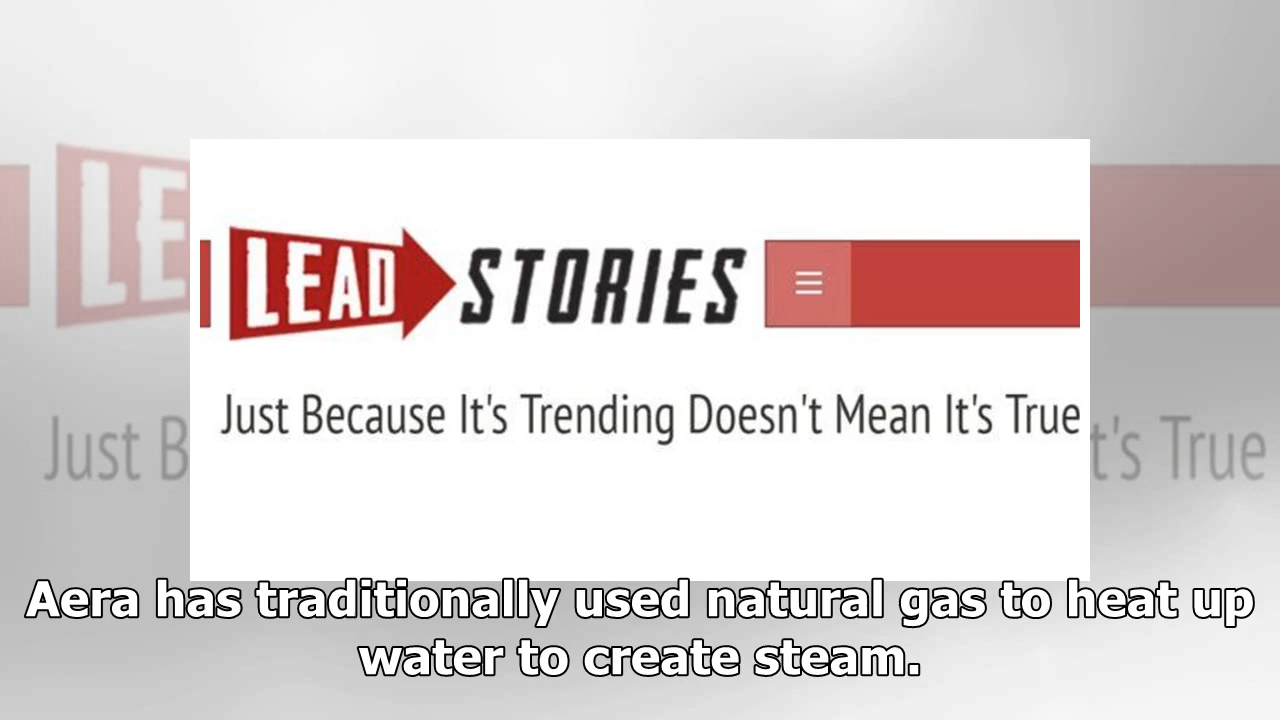 LEAD STORIES
Just Because It's Trending Doesn't Mean It's True
Aera has traditionally used natural gas to heat up
water to create steam.